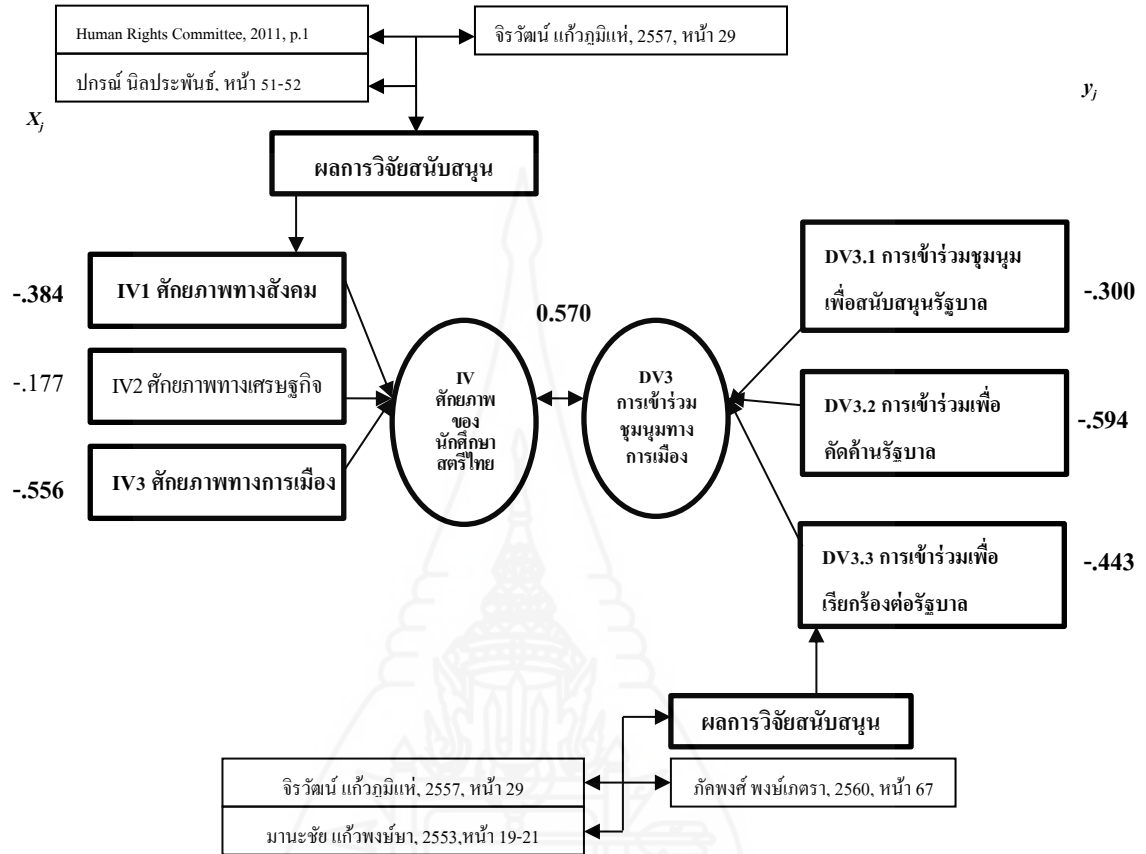 Human Rights Committee, 2011, p.1
จิรวัฒน์ แก้วภูมิแห่, 2557, หน้า 29
ปกรณ์ นิลประพันธ์, หน้า 51-52
Xj
yj
ผลการวิจัยสนับสนุน
-.384
IV1 ศักยภาพทางสังคม
-.177
IV2 ศักยภาพทางเศรษฐกิจ
-.556
IV3 ศักยภาพทางการเมือง
IV
ศักยภาพ
ของ
นักศึกษา
สตรีไทย
0.570
DV3
การเข้าร่วม
ชุมนุมทาง
การเมือง
DV3.1 การเข้าร่วมชุมนุม
เพื่อสนับสนุนรัฐบาล
-.300
DV3.2 การเข้าร่วมเพื่อ
คัดค้านรัฐบาล
-.594
DV3.3 การเข้าร่วมเพื่อ
เรียกร้องต่อรัฐบาล
-.443
ผลการวิจัยสนับสนุน
จิรวัฒน์ แก้วภูมิแห่, 2557, หน้า 29
ภัคพงศ์ พงษ์เภตรา, 2560, หน้า 67
มานะชัย แก้วพงษ์ษา, 2553,หน้า 19-21